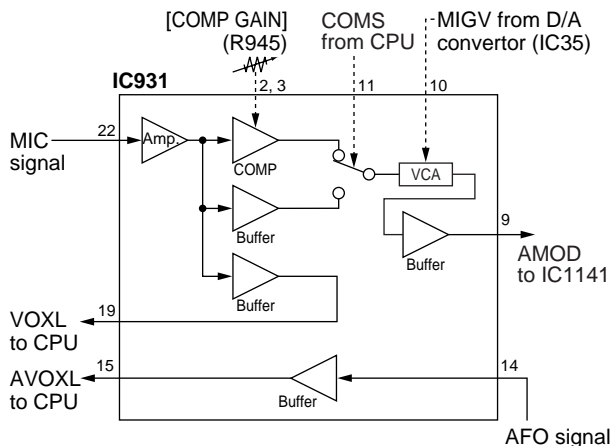 [COMP GAIN]
(R945)
COMS
from CPU
MIGV from D/A
convertor (IC35)
IC931
2, 3
11
10
MIC
signal
22
Amp.
COMP
VCA
Buffer
9
AMOD
to IC1141
Buffer
Buffer
VOXL
to CPU
19
AVOXL
to CPU
15
Buffer
14
AFO signal